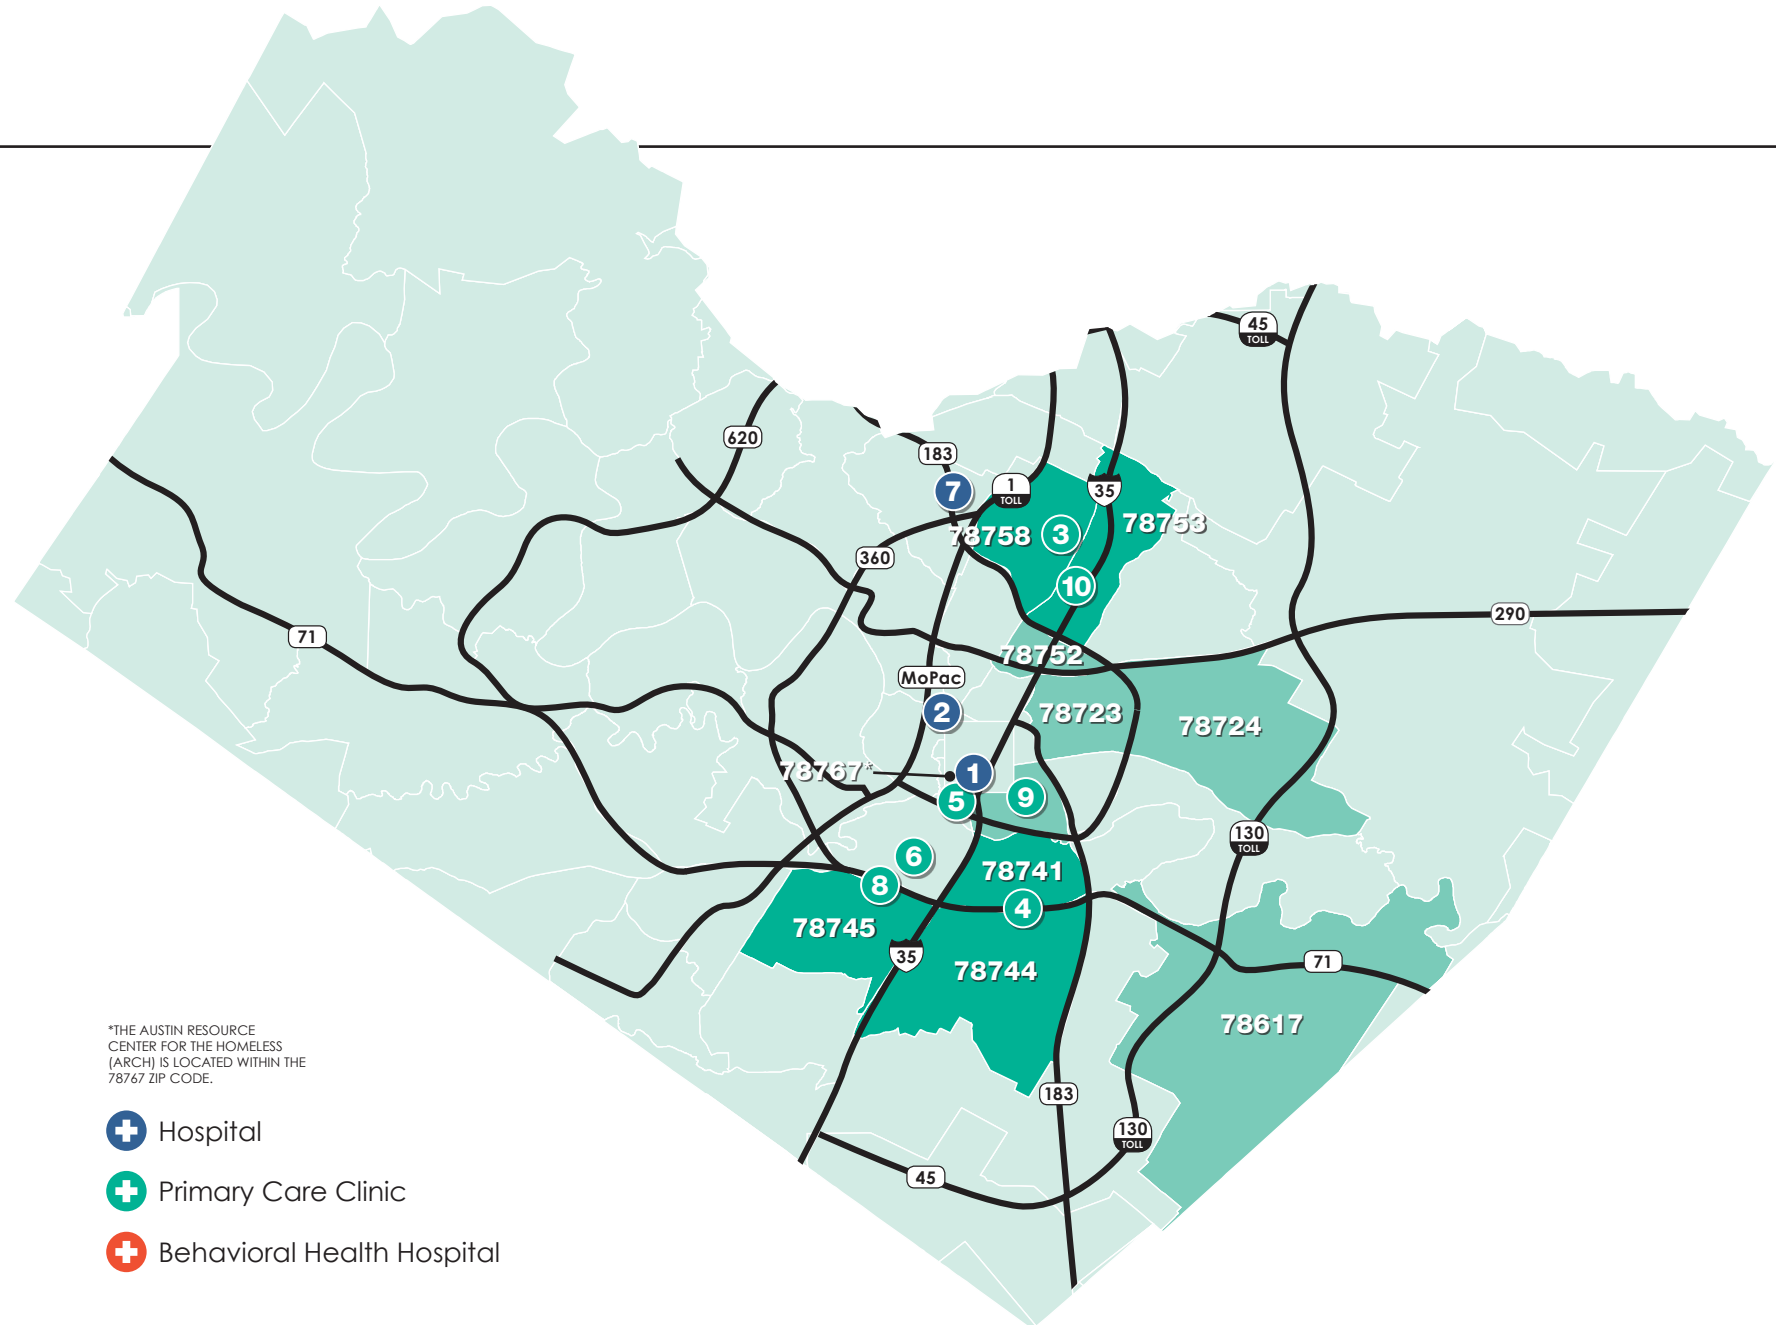 45
TOLL
620
183
7
1
TOLL
35
78753
78758
3
360
10
290
71
78752
MoPac
2
78723
78724
78767*
1
5
9
130
TOLL
6
78741
8
4
78745
35
78744
71
78617
*THE AUSTIN RESOURCE
CENTER FOR THE HOMELESS
(ARCH) IS LOCATED WITHIN THE
78767 ZIP CODE.
183
130
TOLL
Hospital
45
Primary Care Clinic
Behavioral Health Hospital